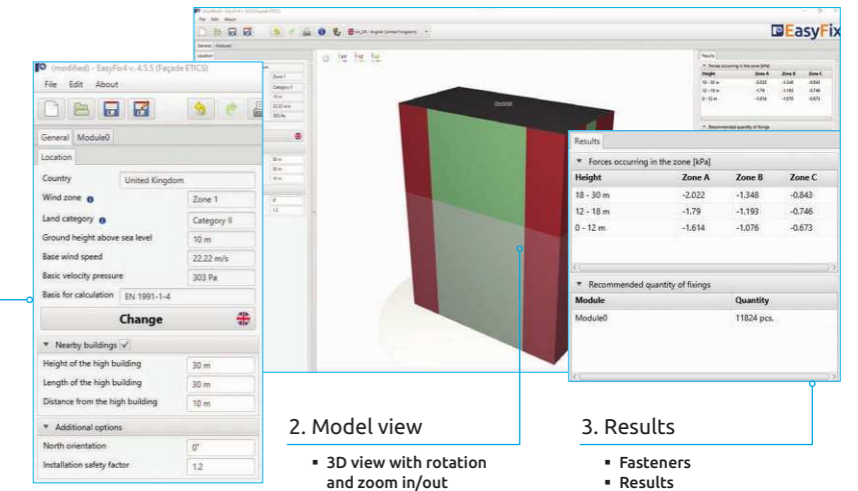 EasyFix
(modified) - EasyFix4 v. 4.5.5 (Façade ETICS)
File Edit About
General Module0
Location
Country United Kingdom
Wind zone Zone 1
Land category Category II
Ground height above sea level 10 m
Base wind speed 22.22 m/s
Basic velocity pressure 303 Pa
Basis for calculation EN 1991-1-4
Change
Nearby buildings
Height of the high building 30 m
Length of the high building 30 m
Distance from the high building 10 m
Additional options
North orientation 0°
Installation safety factor 1.2
2. Model view
▪ 3D view with rotation
and zoom in/out
Results
Forces occurring in the zone [kPa]
Height Zone A Zone B Zone C
18 - 30 m -2.022 -1.348 -0.843
12 - 18 m -1.79 -1.193 -0.746
0 - 12 m -1.614 -1.076 -0.673
Recommended quantity of fixings
Module Quantity
Module0 11824 pcs.
3. Results
▪ Fasteners
▪ Results